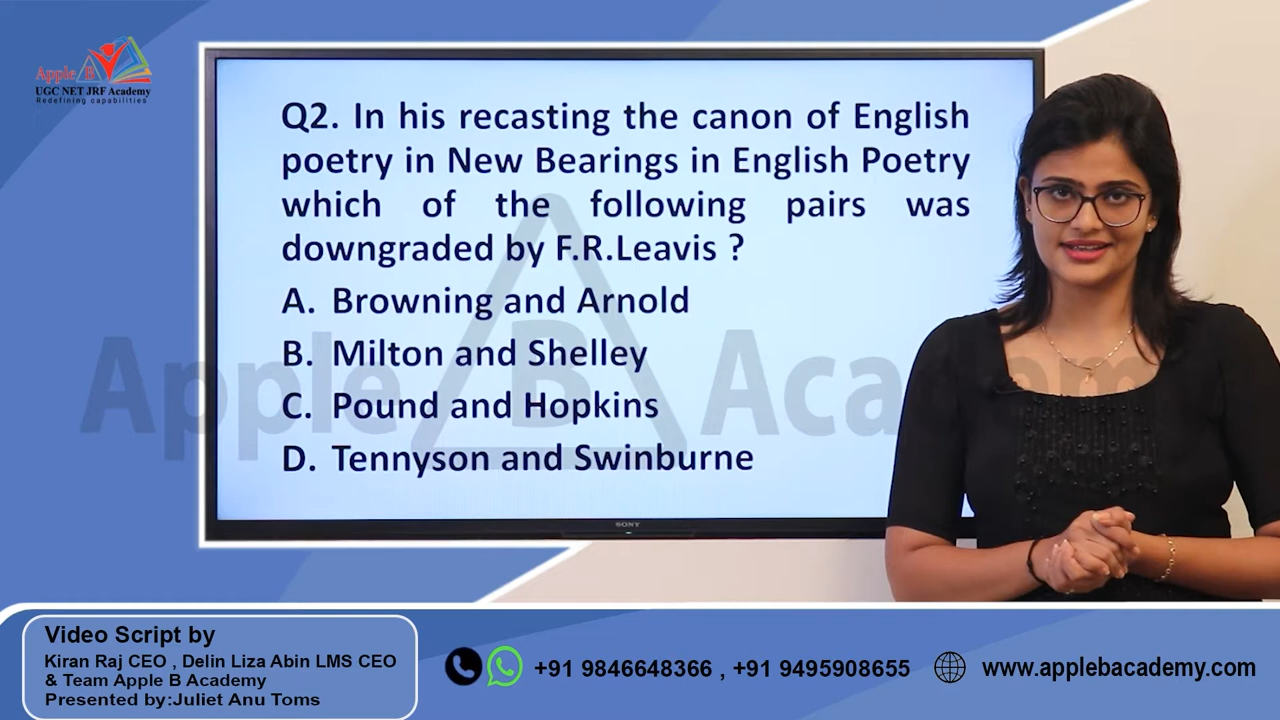 Apple B
UGC NET JRF Academy
Redefining capabilities
Q2. In his recasting the canon of English
poetry in New Bearings in English Poetry
which of the following pairs was
downgraded by F.R.Leavis ?
A. Browning and Arnold
B. Milton and Shelley
C. Pound and Hopkins
D. Tennyson and Swinburne
Apple B Academy
SONY
Video Script by
Kiran Raj CEO , Delin Liza Abin LMS CEO
& Team Apple B Academy
Presented by:Juliet Anu Toms
+91 9846648366 , +91 9495908655
www.applebacademy.com